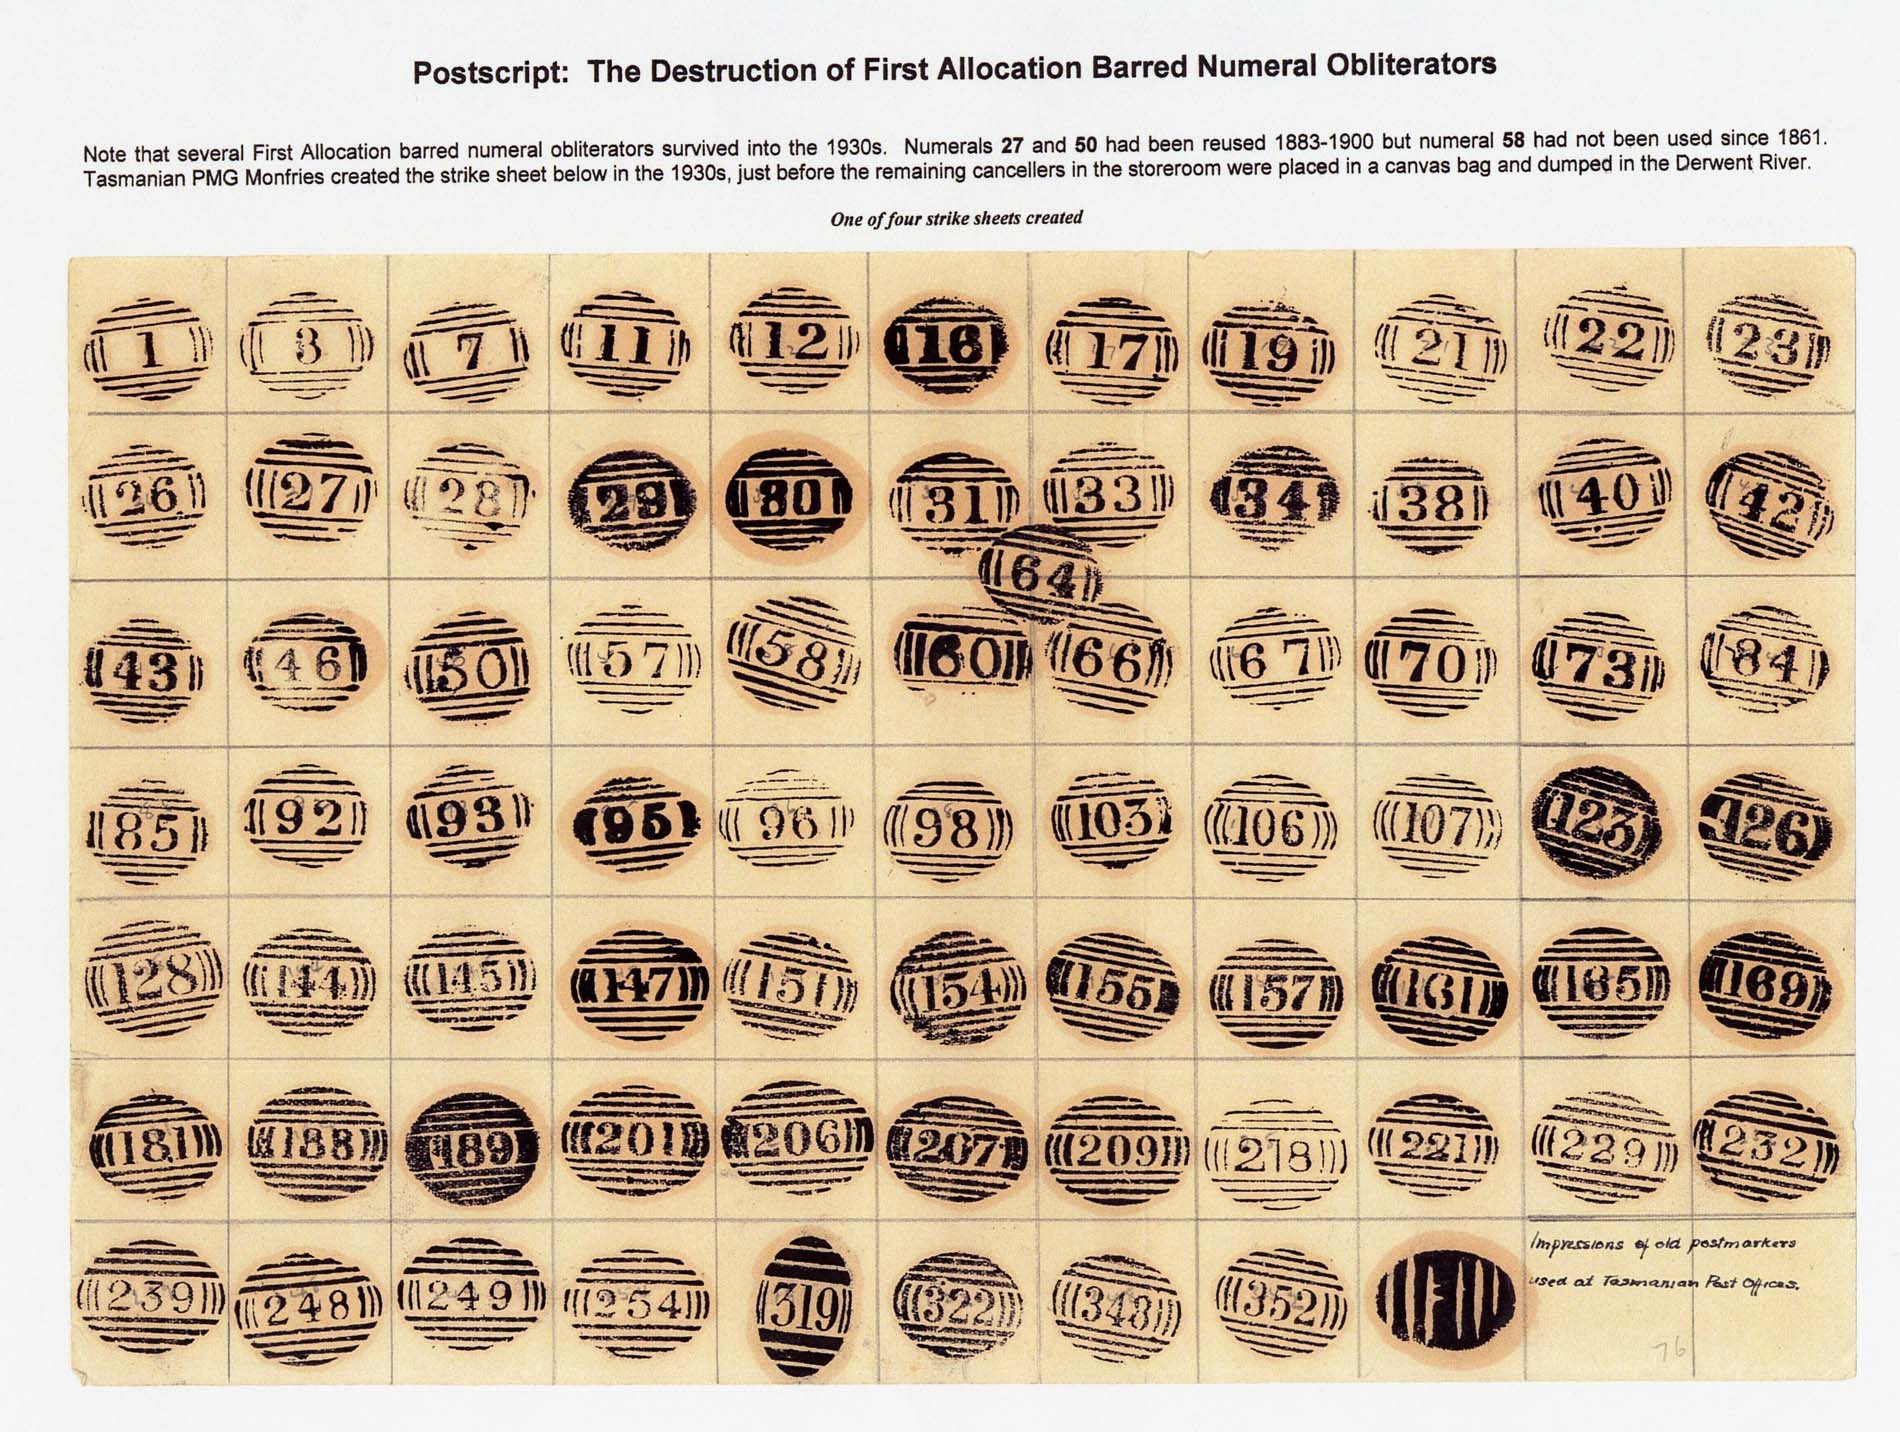 Postscript: The Destruction of First Allocation Barred Numeral Obliterators
Note that several First Allocation barred numeral obliterators survived into the 1930s. Numerals 27 and 50 had been reused 1883-1900 but numeral 58 had not been used since 1861.
Tasmanian PMG Monfries created the strike sheet below in the 1930s, just before the remaining cancellers in the storeroom were placed in a canvas bag and dumped in the Derwent River.
One of four strike sheets created
1 3 7 11 12 16 17 19 21 22 23
26 27 28 29 30 31 33 34 38 40 42
64
43 46 50 57 58 60 66 67 70 73 84
85 92 93 95 96 98 103 106 107 123 126
128 144 145 147 151 154 155 157 161 165 169
181 188 189 201 206 207 209 218 221 229 232
239 248 249 254 319 322 348 352
Impressions of old postmarkers
used at Tasmanian Post Offices.
76